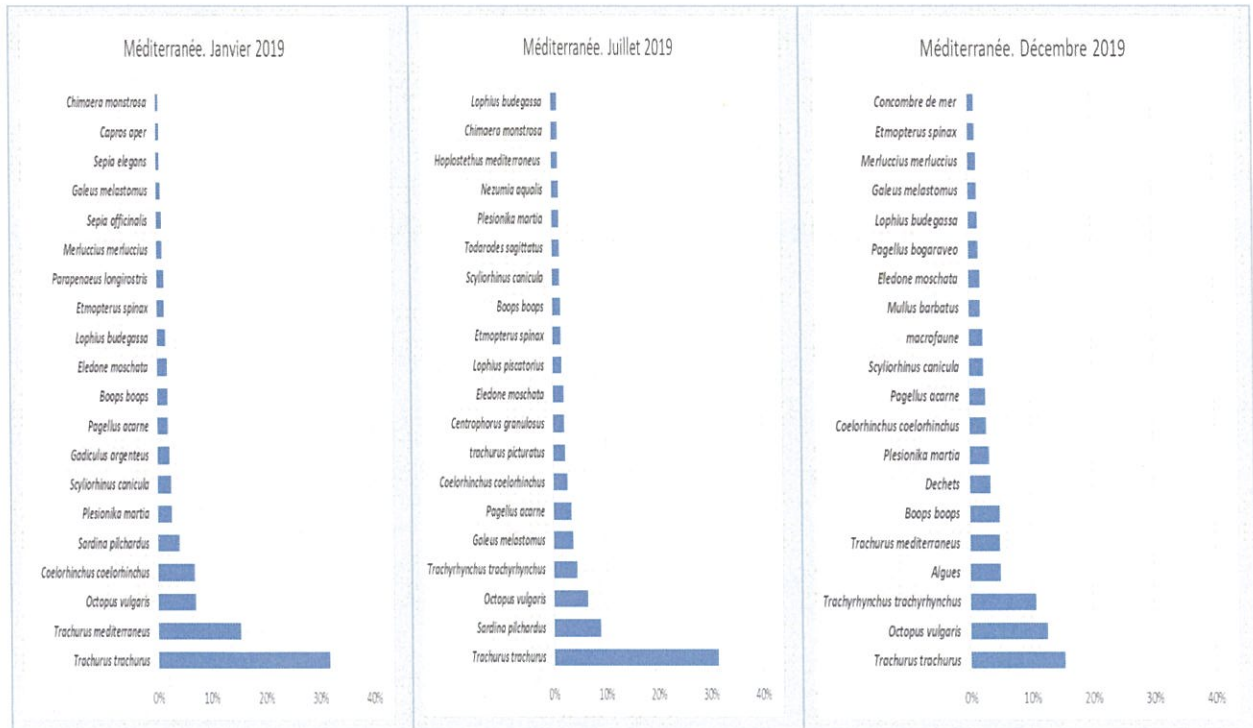 Méditerranée. Janvier 2019
Chimaera monstrosa
Capros aper
Sepia elegans
Galeus melastomus
Sepia officinalis
Merluccius merluccius
Parapenaeus longirostris
Etmopterus spinax
Lophius budegassa
Eledone moschata
Boops boops
Pagellus acarne
Gadiculus argenteus
Scyliorhinus canicula
Plesionika martia
Sardina pilchardus
Coelorhinchus coelorhinchus
Octopus vulgaris
Trachurus mediterraneus
Trachurus trachurus
0% 10% 20% 30% 40%
Méditerranée. Juillet 2019
Lophius budegassa
Chimaera monstrosa
Hoplostethus mediterraneus
Nezumia aqualis
Plesionika martia
Todarodes sagittatus
Scyliorhinus canicula
Boops boops
Etmopterus spinax
Lophius piscatorius
Eledone moschata
Centrophorus granulosus
trachurus picturatus
Coelorhinchus coelorhinchus
Pagellus acarne
Galeus melastomus
Trachyrhynchus trachyrhynchus
Octopus vulgaris
Sardina pilchardus
Trachurus trachurus
0% 10% 20% 30% 40%
Méditerranée. Décembre 2019
Concombre de mer
Etmopterus spinax
Merluccius merluccius
Galeus melastomus
Lophius budegassa
Pagellus bogaraveo
Eledone moschata
Mullus barbatus
macrofaune
Scyliorhinus canicula
Pagellus acarne
Coelorhinchus coelorhinchus
Plesionika martia
Dechets
Boops boops
Trachurus mediterraneus
Algues
Trachyrhynchus trachyrhynchus
Octopus vulgaris
Trachurus trachurus
0% 10% 20% 30% 40%